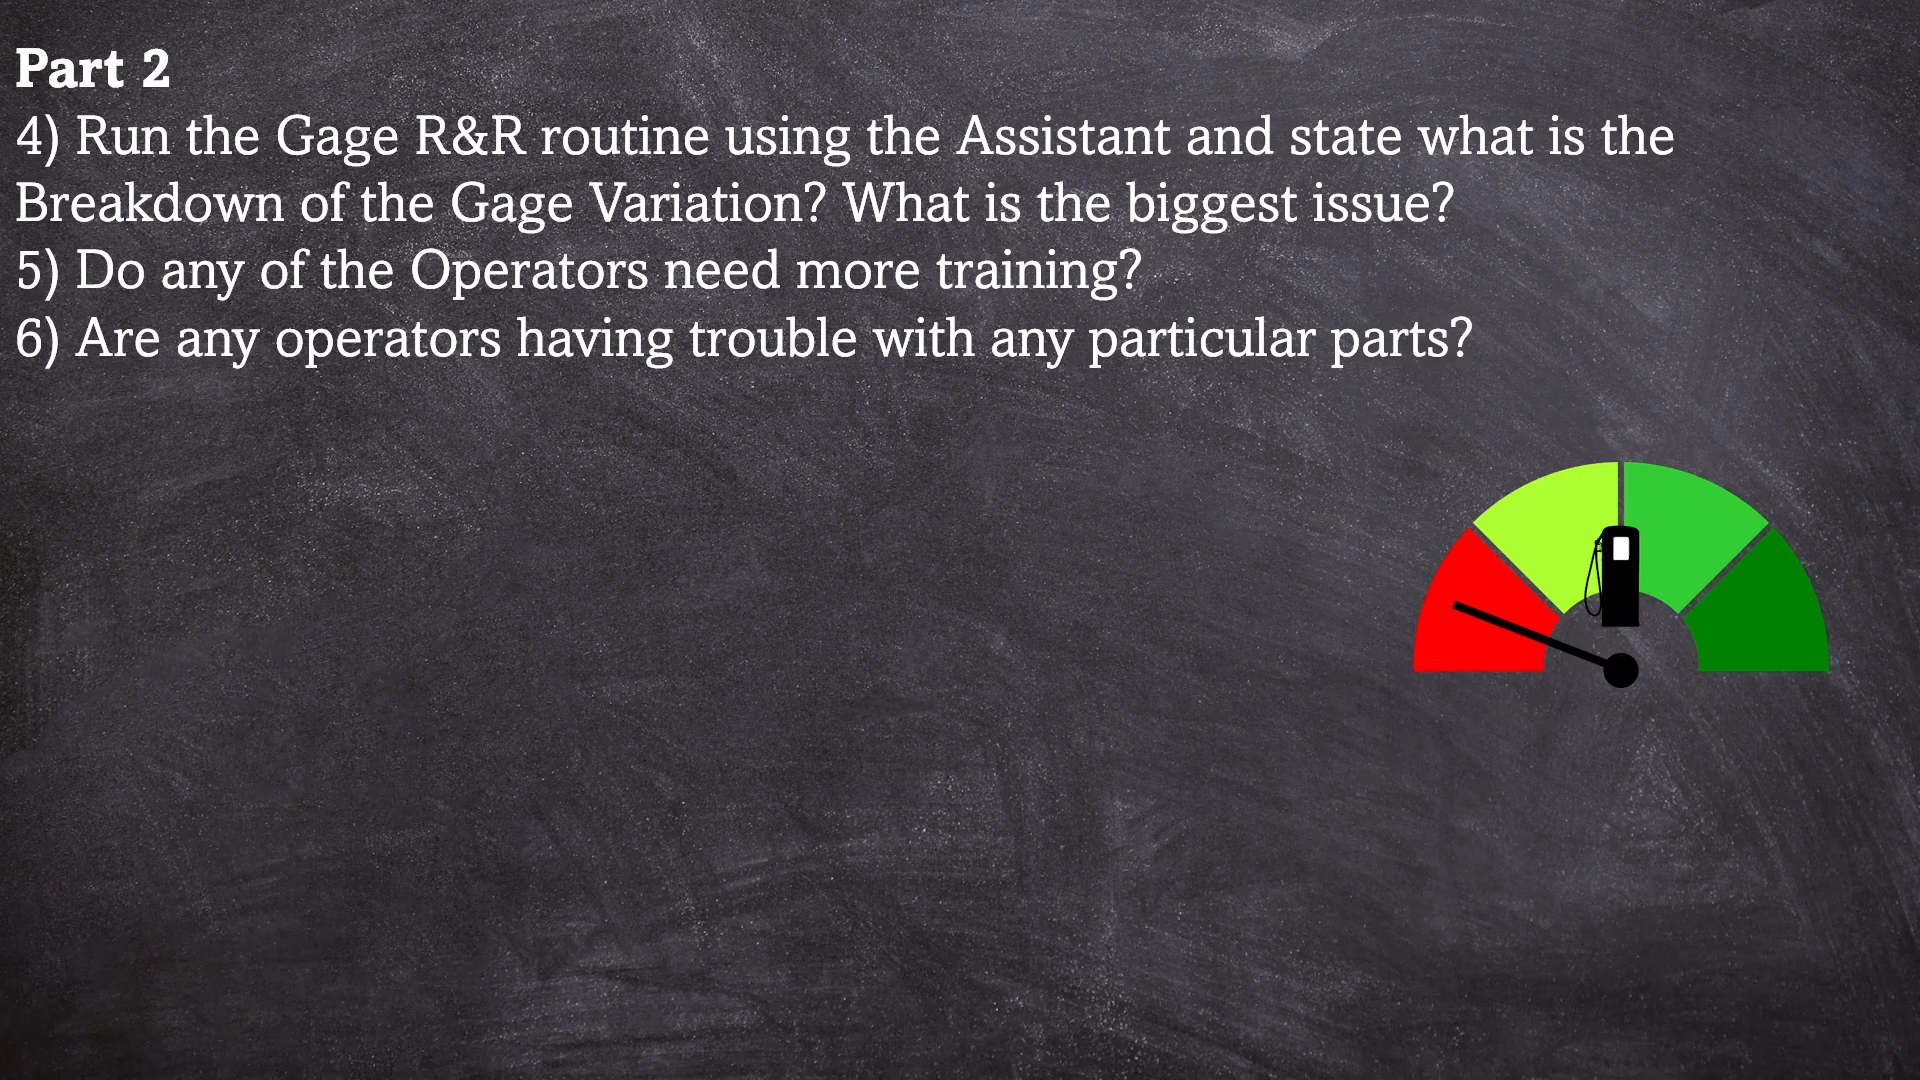 Part 2
4) Run the Gage R&R routine using the Assistant and state what is the
Breakdown of the Gage Variation? What is the biggest issue?
5) Do any of the Operators need more training?
6) Are any operators having trouble with any particular parts?